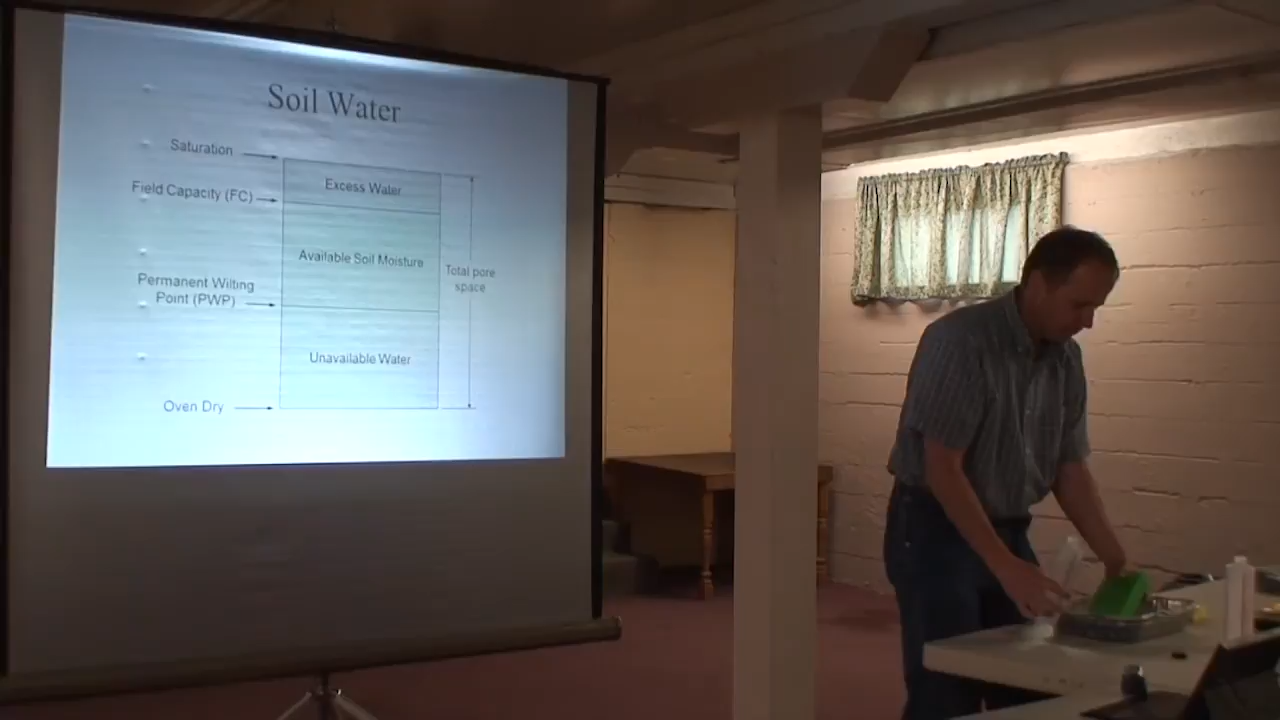 Soil Water
Saturation
Excess Water
Field Capacity (FC)
Available Soil Moisture
Total pore
space
Permanent Wilting
Point (PWP)
Unavailable Water
Oven Dry